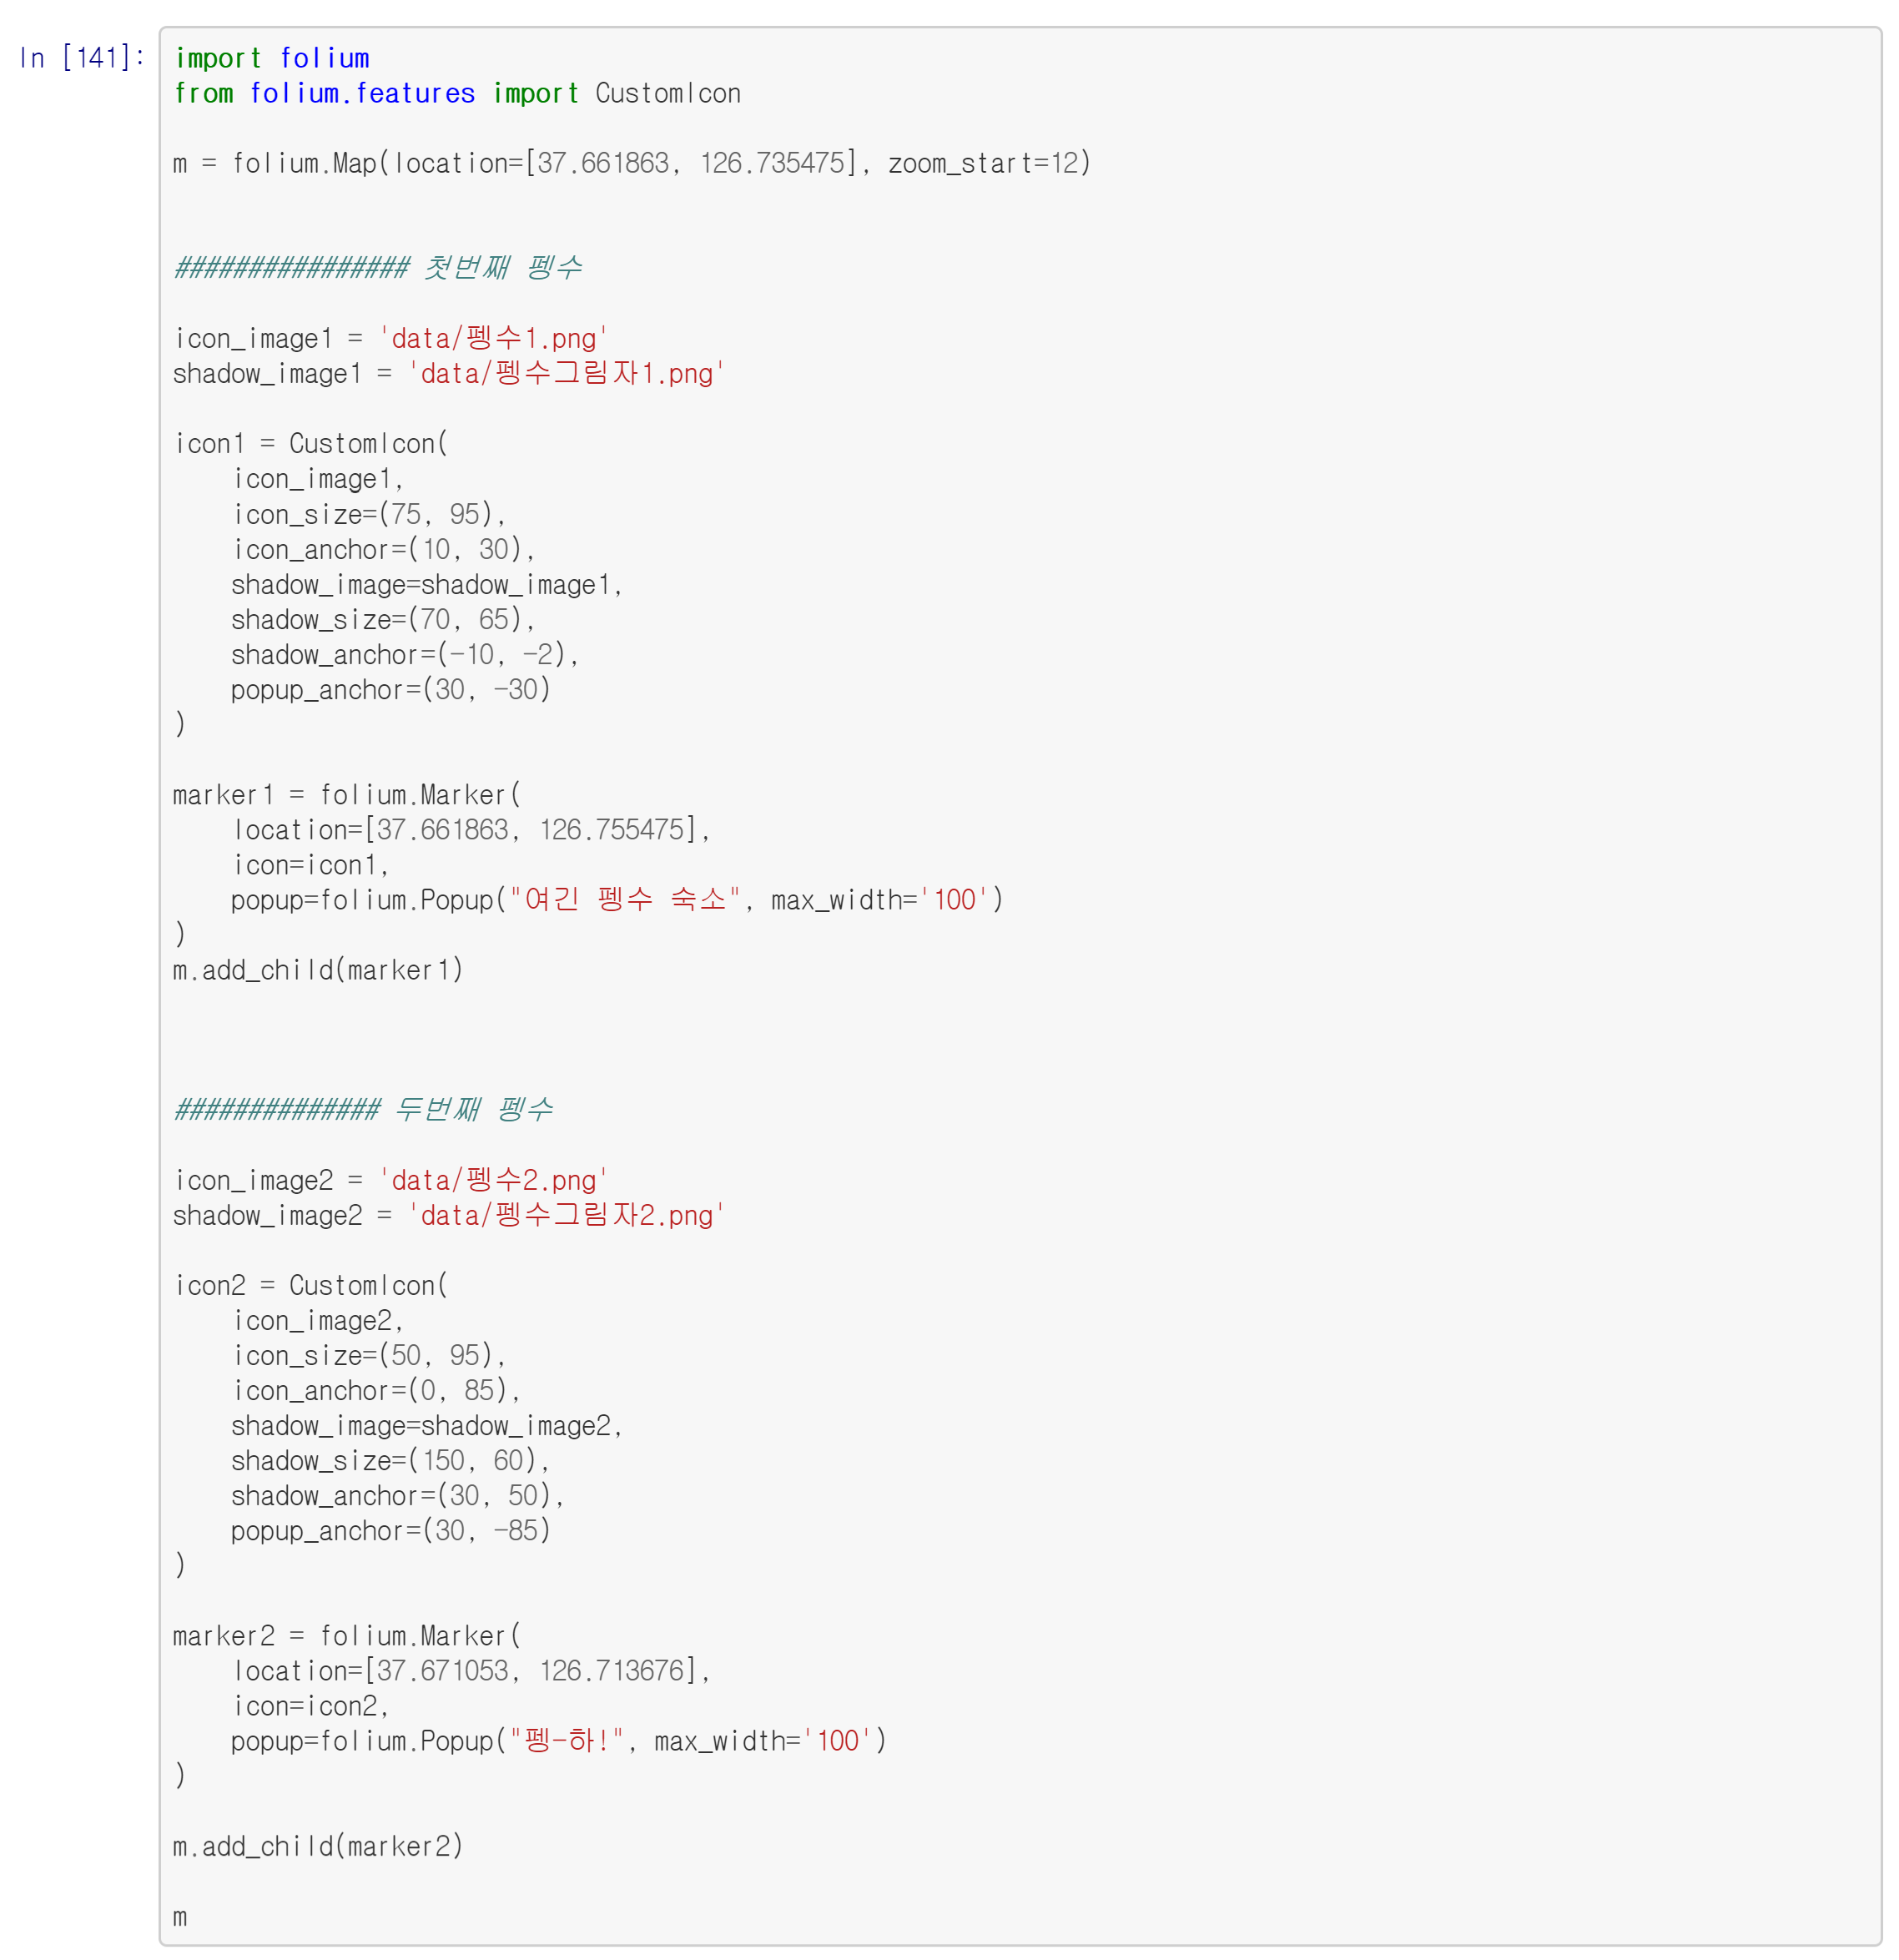 In [141]:
import folium
from folium.features import CustomIcon
m = folium.Map(location=[37.661863, 126.735475], zoom_start=12)
################ 첫번째 펭수
icon_image1 = 'data/펭수1.png'
shadow_image1 = 'data/펭수그림자1.png'
icon1 = CustomIcon(
    icon_image1,
    icon_size=(75, 95),
    icon_anchor=(10, 30),
    shadow_image=shadow_image1,
    shadow_size=(70, 65),
    shadow_anchor=(-10, -2),
    popup_anchor=(30, -30)
)
marker1 = folium.Marker(
    location=[37.661863, 126.755475],
    icon=icon1,
    popup=folium.Popup("여긴 펭수 숙소", max_width='100')
)
m.add_child(marker1)
############## 두번째 펭수
icon_image2 = 'data/펭수2.png'
shadow_image2 = 'data/펭수그림자2.png'
icon2 = CustomIcon(
    icon_image2,
    icon_size=(50, 95),
    icon_anchor=(0, 85),
    shadow_image=shadow_image2,
    shadow_size=(150, 60),
    shadow_anchor=(30, 50),
    popup_anchor=(30, -85)
)
marker2 = folium.Marker(
    location=[37.671053, 126.713676],
    icon=icon2,
    popup=folium.Popup("펭-하!", max_width='100')
)
m.add_child(marker2)
m